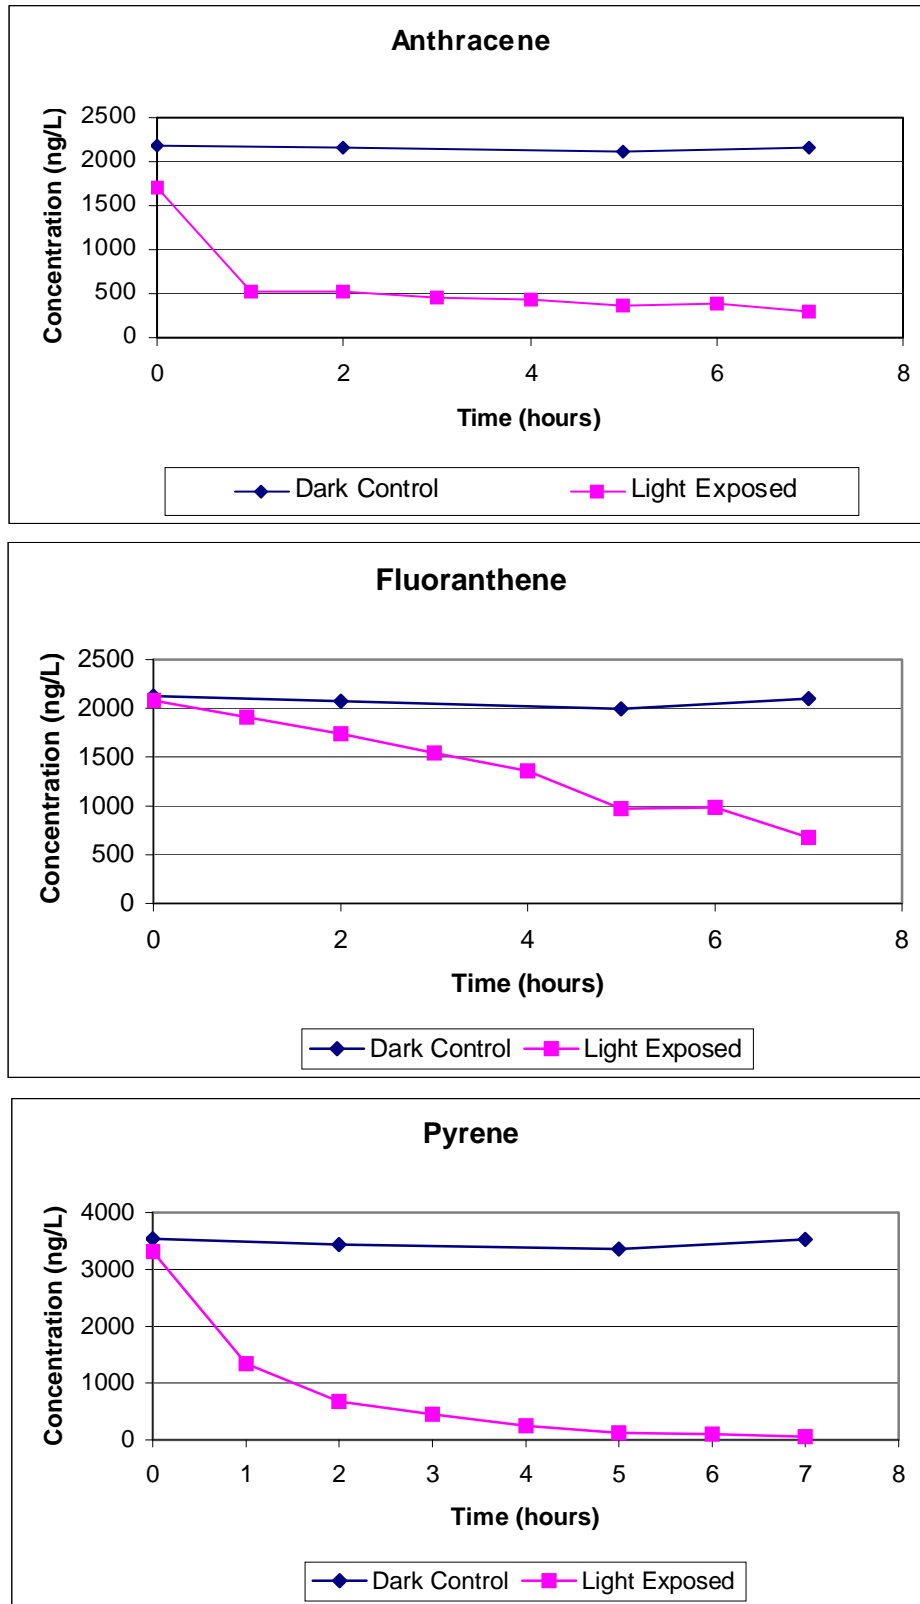 Anthracene
Concentration (ng/L)
2500
2000
1500
1000
500
0
0 2 4 6 8
Time (hours)
Dark Control Light Exposed
Fluoranthene
Concentration (ng/L)
2500
2000
1500
1000
500
0
0 2 4 6 8
Time (hours)
Dark Control Light Exposed
Pyrene
Concentration (ng/L)
4000
3000
2000
1000
0
0 1 2 3 4 5 6 7 8
Time (hours)
Dark Control Light Exposed